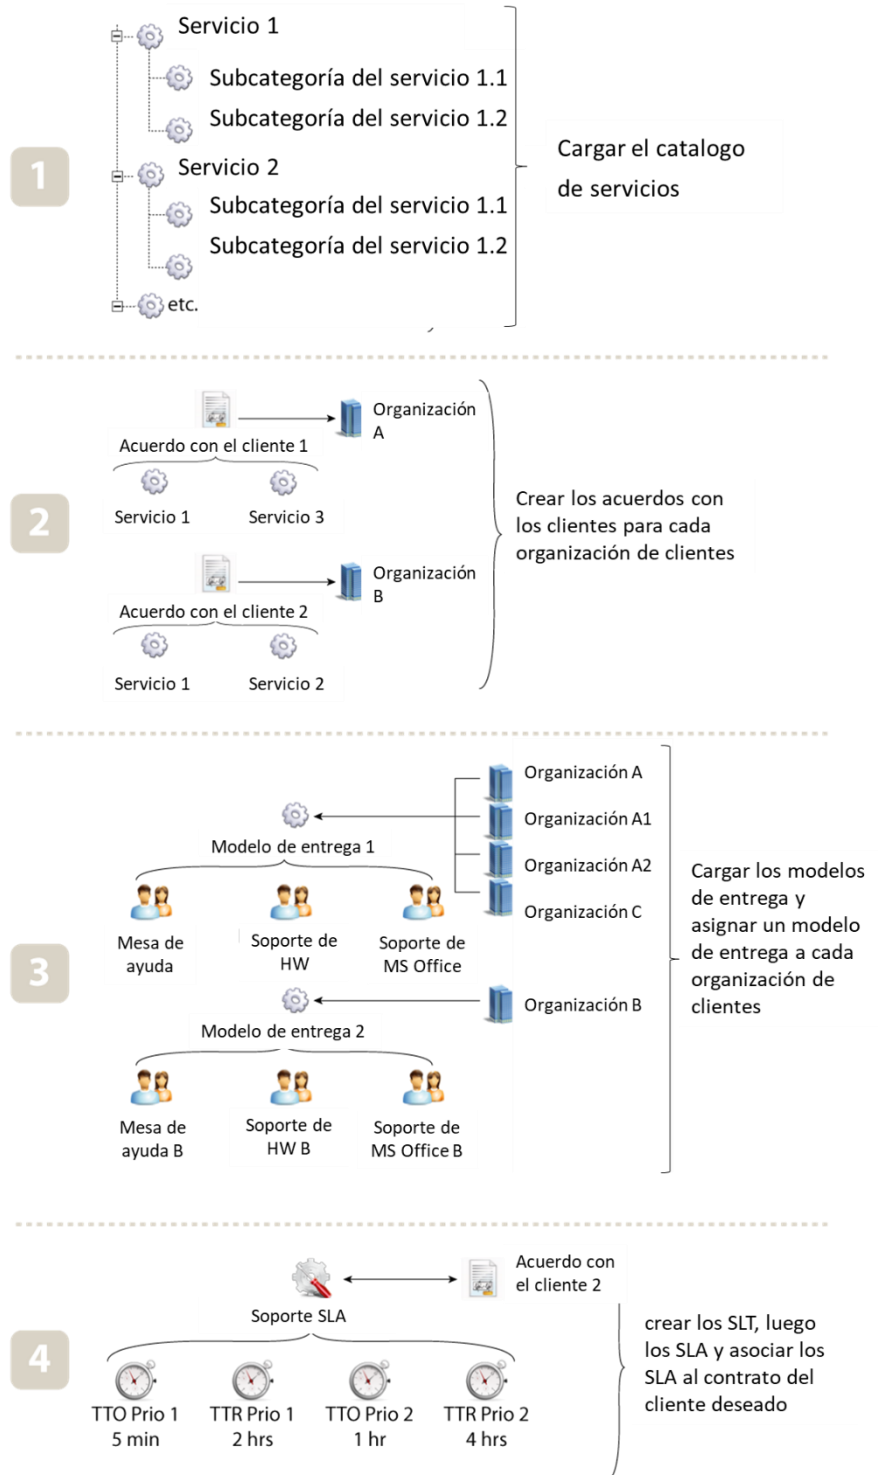 Servicio 1
Subcategoría del servicio 1.1
Subcategoría del servicio 1.2
Servicio 2
Subcategoría del servicio 1.1
Subcategoría del servicio 1.2
etc.
1
Cargar el catalogo
de servicios
Organización
A
Acuerdo con el cliente 1
Servicio 1
Servicio 3
2
Organización
B
Acuerdo con el cliente 2
Servicio 1
Servicio 2
Crear los acuerdos con
los clientes para cada
organización de clientes
Organización A
Organización A1
Organización A2
Organización C
Modelo de entrega 1
Mesa de
ayuda
Soporte de
HW
Soporte de
MS Office
3
Organización B
Modelo de entrega 2
Mesa de
ayuda B
Soporte de
HW B
Soporte de
MS Office B
Cargar los modelos
de entrega y
asignar un modelo
de entrega a cada
organización de
clientes
Acuerdo con
el cliente 2
Soporte SLA
4
TTO Prio 1
5 min
TTR Prio 1
2 hrs
TTO Prio 2
1 hr
TTR Prio 2
4 hrs
crear los SLT, luego
los SLA y asociar los
SLA al contrato del
cliente deseado